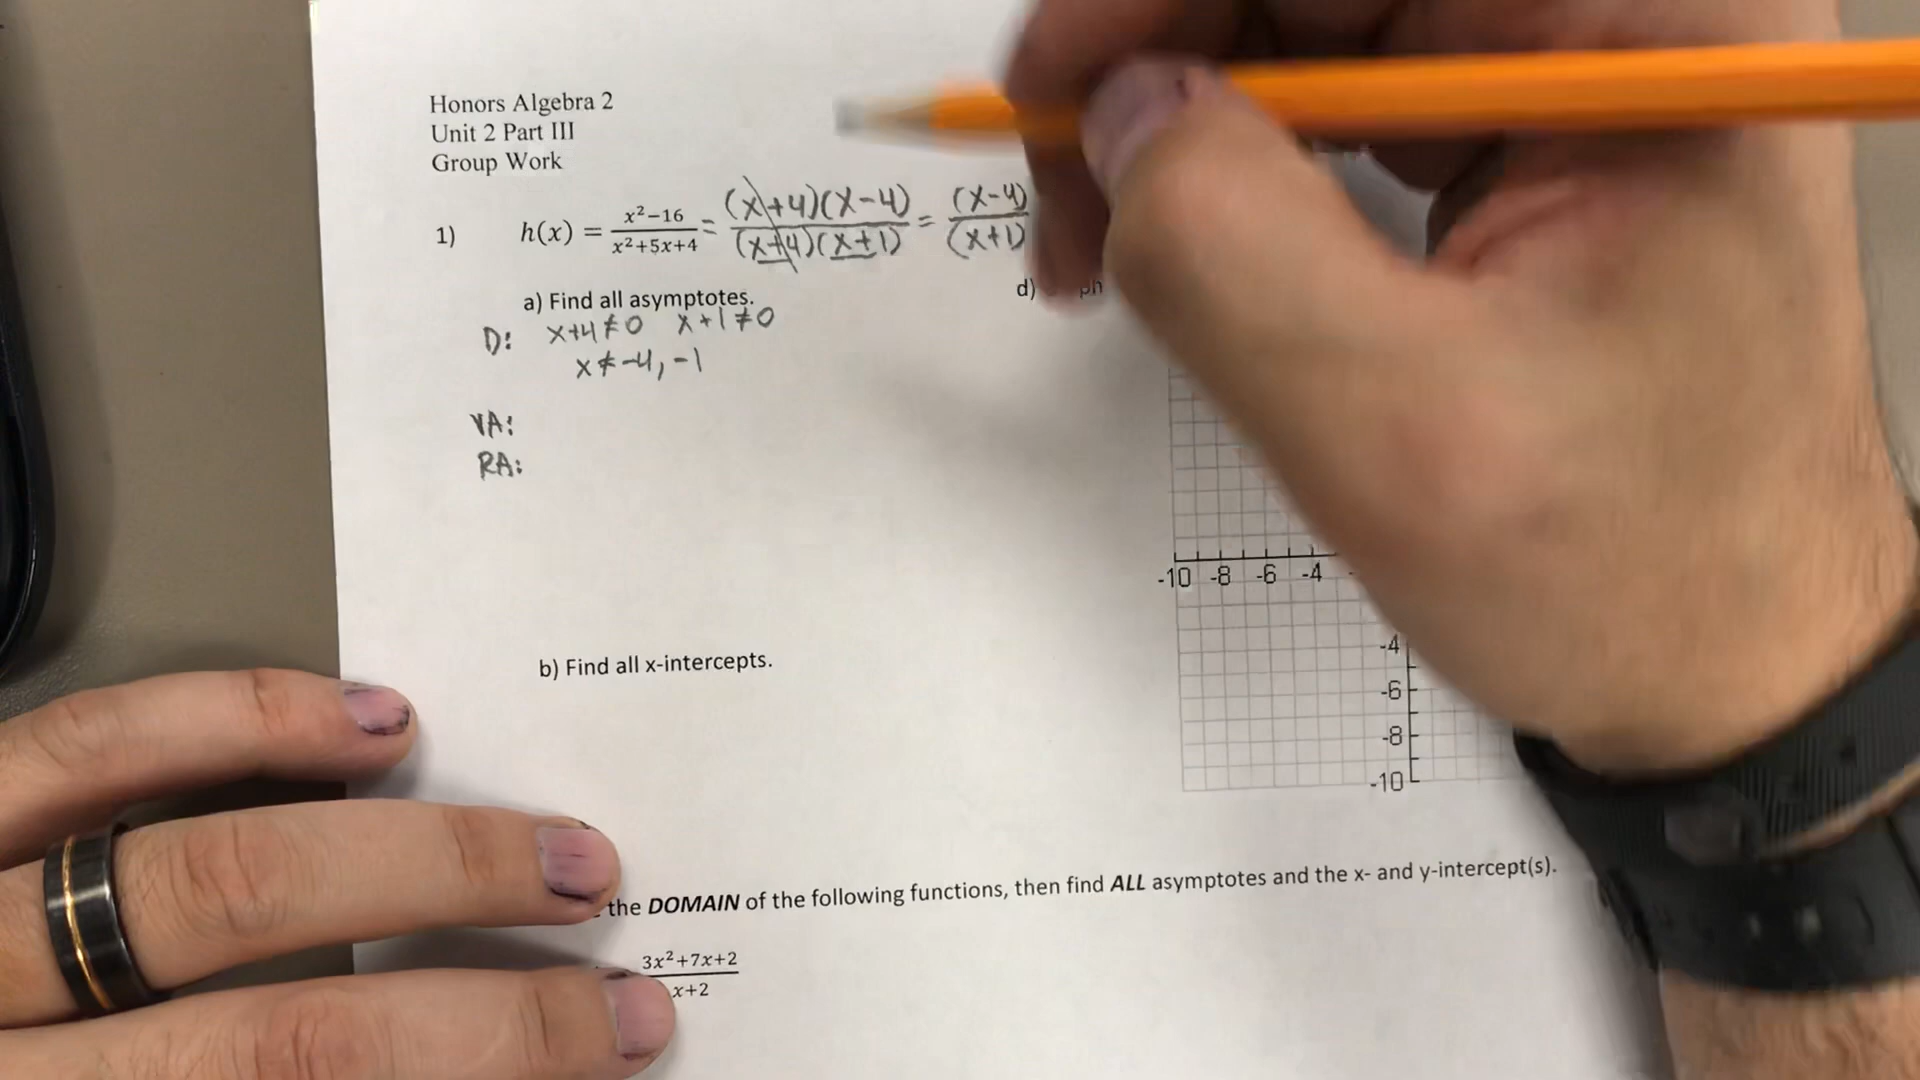 Honors Algebra 2
Unit 2 Part III
Group Work
1) h(x) = x²−16 / x²+5x+4 = (x+4)(x−4) / (x+4)(x+1) = (x−4) / (x+1)
a) Find all asymptotes.
d)
D: x+4≠0 x+1≠0
x≠−4, −1
VA:
RA:
-10 -8 -6 -4
b) Find all x-intercepts.
-4
-6
-8
-10
the DOMAIN of the following functions, then find ALL asymptotes and the x- and y-intercept(s).
3x²+7x+2
x+2